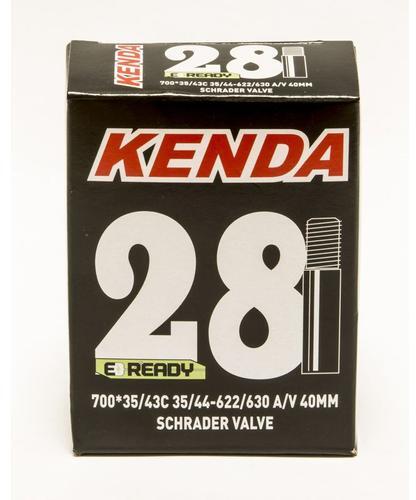 KENDA
28
E READY
700*35/43C 35/44-622/630 A/V 40MM
SCHRADER VALVE
KENDA
28
E READY
700*35/43C 35/44-622/630 A/V 40MM
SCHRADER VALVE